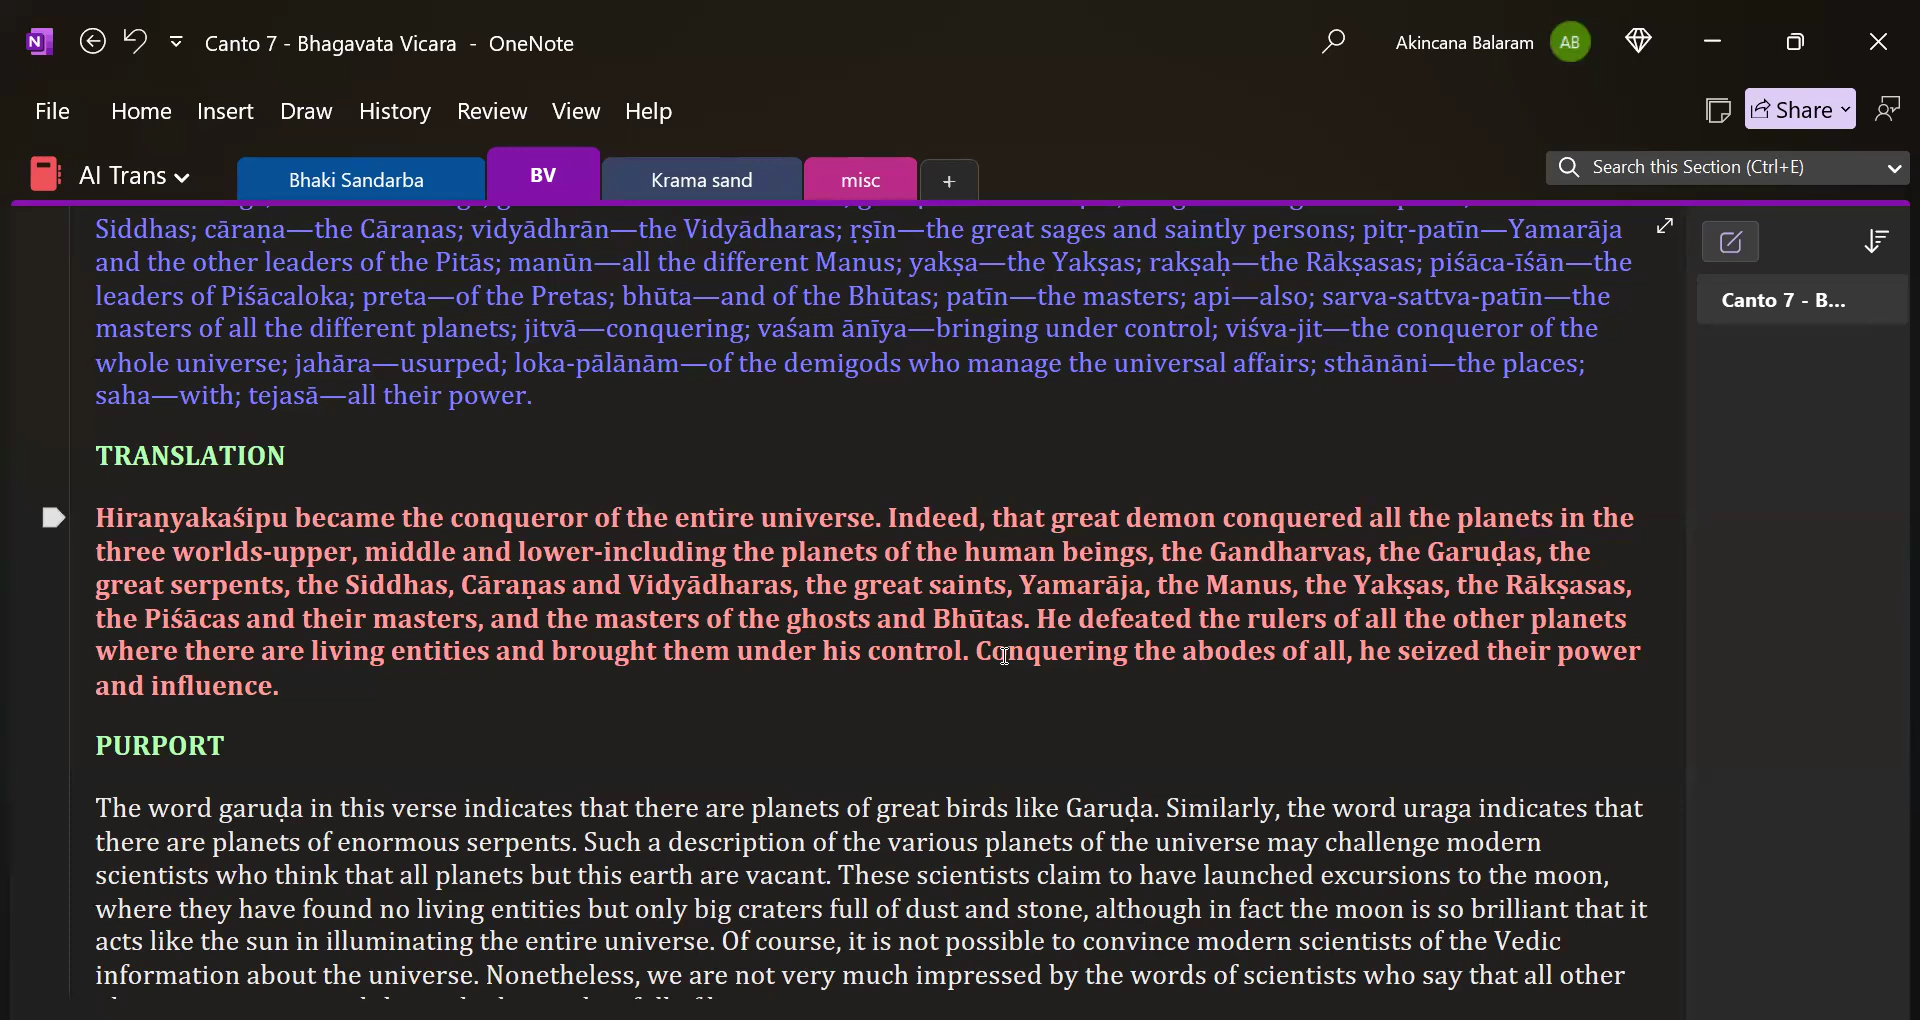 Canto 7 - Bhagavata Vicara - OneNote
Akincana Balaram AB
File Home Insert Draw History Review View Help
Share
AI Trans
Bhaki Sandarba
BV
Krama sand
misc
+
Search this Section (Ctrl+E)
Canto 7 - B...
Siddhas; cāraṇa—the Cāraṇas; vidyādhrān—the Vidyādharas; ṛṣīn—the great sages and saintly persons; pitṛ-patīn—Yamarāja
and the other leaders of the Pitās; manūn—all the different Manus; yakṣa—the Yakṣas; rakṣaḥ—the Rākṣasas; piśāca-īśān—the
leaders of Piśācaloka; preta—of the Pretas; bhūta—and of the Bhūtas; patīn—the masters; api—also; sarva-sattva-patīn—the
masters of all the different planets; jitvā—conquering; vaśam ānīya—bringing under control; viśva-jit—the conqueror of the
whole universe; jahāra—usurped; loka-pālānām—of the demigods who manage the universal affairs; sthānāni—the places;
saha—with; tejasā—all their power.
TRANSLATION
Hiraṇyakaśipu became the conqueror of the entire universe. Indeed, that great demon conquered all the planets in the
three worlds-upper, middle and lower-including the planets of the human beings, the Gandharvas, the Garuḍas, the
great serpents, the Siddhas, Cāraṇas and Vidyādharas, the great saints, Yamarāja, the Manus, the Yakṣas, the Rākṣasas,
the Piśācas and their masters, and the masters of the ghosts and Bhūtas. He defeated the rulers of all the other planets
where there are living entities and brought them under his control. Conquering the abodes of all, he seized their power
and influence.
PURPORT
The word garuḍa in this verse indicates that there are planets of great birds like Garuḍa. Similarly, the word uraga indicates that
there are planets of enormous serpents. Such a description of the various planets of the universe may challenge modern
scientists who think that all planets but this earth are vacant. These scientists claim to have launched excursions to the moon,
where they have found no living entities but only big craters full of dust and stone, although in fact the moon is so brilliant that it
acts like the sun in illuminating the entire universe. Of course, it is not possible to convince modern scientists of the Vedic
information about the universe. Nonetheless, we are not very much impressed by the words of scientists who say that all other